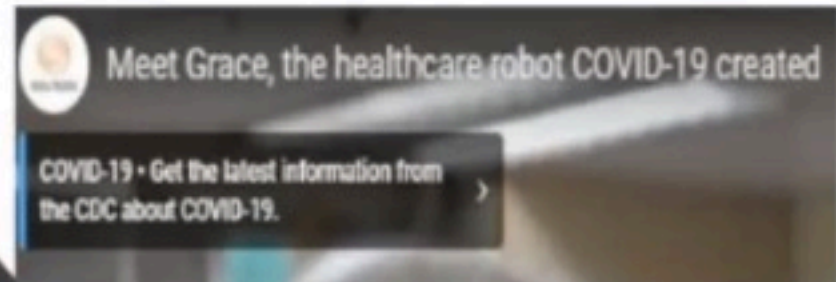 Meet Grace, the healthcare robot COVID-19 created
COVID-19 • Get the latest information from
the CDC about COVID-19.